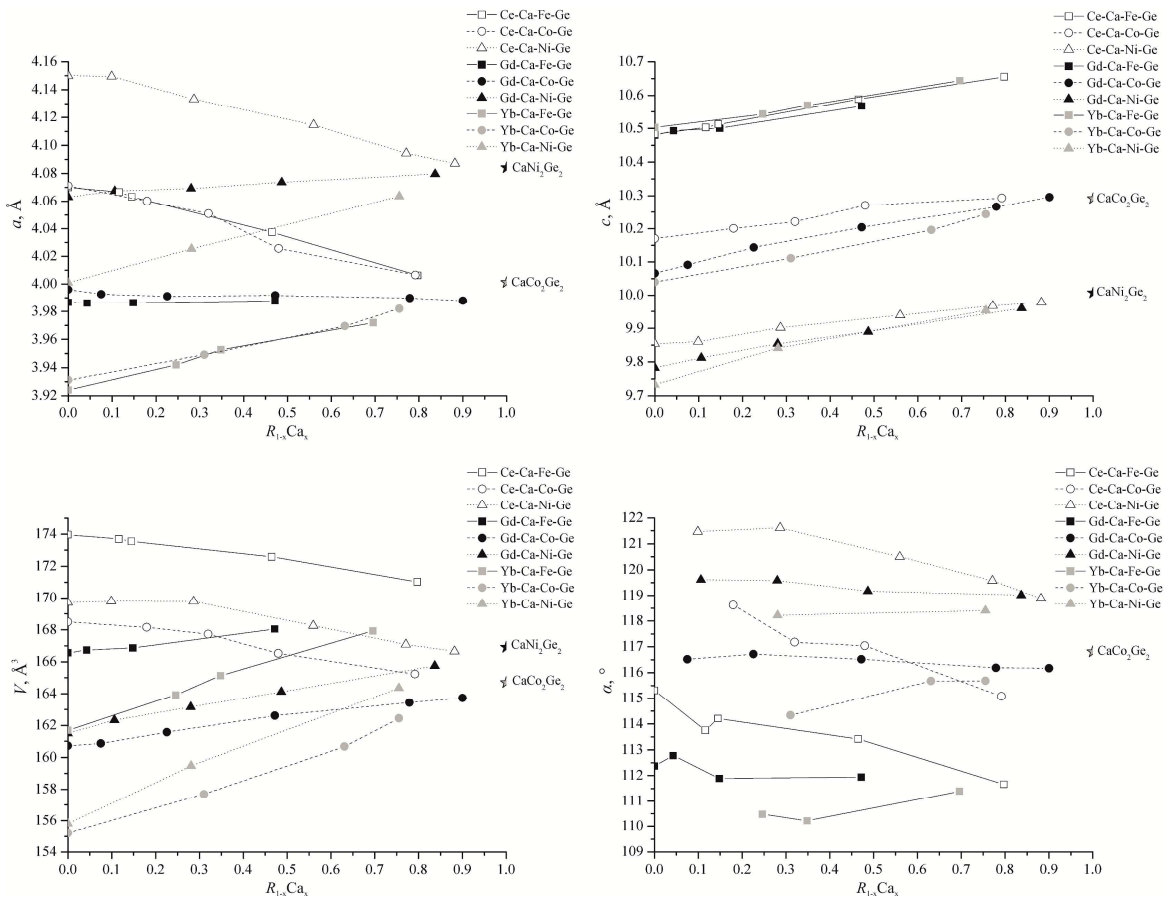 Ce-Ca-Fe-Ge
Ce-Ca-Co-Ge
Ce-Ca-Ni-Ge
Gd-Ca-Fe-Ge
Gd-Ca-Co-Ge
Gd-Ca-Ni-Ge
Yb-Ca-Fe-Ge
Yb-Ca-Co-Ge
Yb-Ca-Ni-Ge
CaNi₂Ge₂
CaCo₂Ge₂
a, Å
4.16
4.15
4.14
4.13
4.12
4.11
4.10
4.09
4.08
4.06
4.04
4.02
4.00
3.98
3.96
3.94
3.92
0.0 0.1 0.2 0.3 0.4 0.5 0.6 0.7 0.8 0.9 1.0
R₁₋ₓCaₓ
Ce-Ca-Fe-Ge
Ce-Ca-Co-Ge
Ce-Ca-Ni-Ge
Gd-Ca-Fe-Ge
Gd-Ca-Co-Ge
Gd-Ca-Ni-Ge
Yb-Ca-Fe-Ge
Yb-Ca-Co-Ge
Yb-Ca-Ni-Ge
CaCo₂Ge₂
CaNi₂Ge₂
c, Å
10.7
10.6
10.5
10.3
10.2
10.1
10.0
9.9
9.8
9.7
0.0 0.1 0.2 0.3 0.4 0.5 0.6 0.7 0.8 0.9 1.0
R₁₋ₓCaₓ
Ce-Ca-Fe-Ge
Ce-Ca-Co-Ge
Ce-Ca-Ni-Ge
Gd-Ca-Fe-Ge
Gd-Ca-Co-Ge
Gd-Ca-Ni-Ge
Yb-Ca-Fe-Ge
Yb-Ca-Co-Ge
Yb-Ca-Ni-Ge
CaNi₂Ge₂
CaCo₂Ge₂
V, Å³
174
172
170
168
166
164
162
160
158
156
154
0.0 0.1 0.2 0.3 0.4 0.5 0.6 0.7 0.8 0.9 1.0
R₁₋ₓCaₓ
Ce-Ca-Fe-Ge
Ce-Ca-Co-Ge
Ce-Ca-Ni-Ge
Gd-Ca-Fe-Ge
Gd-Ca-Co-Ge
Gd-Ca-Ni-Ge
Yb-Ca-Fe-Ge
Yb-Ca-Co-Ge
Yb-Ca-Ni-Ge
CaCo₂Ge₂
α, °
122
121
120
119
118
117
116
115
114
113
112
111
110
109
0.0 0.1 0.2 0.3 0.4 0.5 0.6 0.7 0.8 0.9 1.0
R₁₋ₓCaₓ